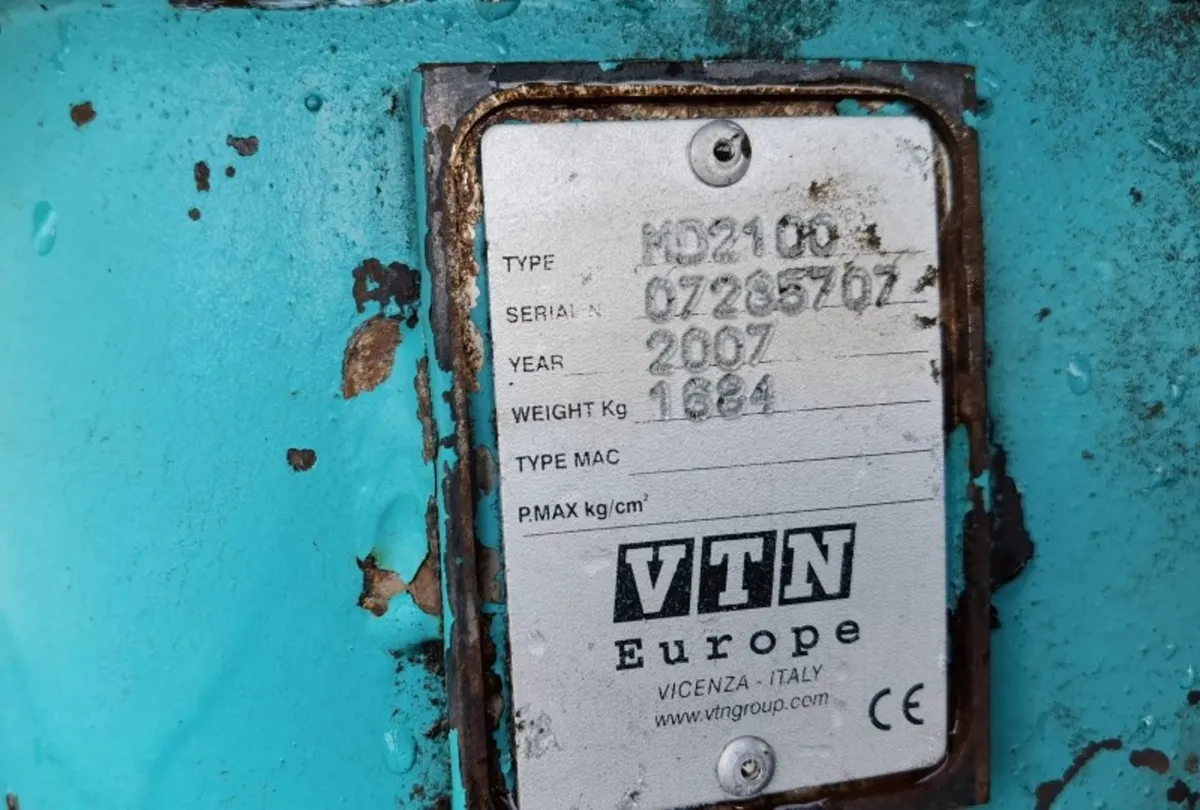 TYPE MD2100
SERIAL N 07285707
YEAR 2007
WEIGHT Kg 1684
TYPE MAC
P.MAX kg/cm²
VTN
Europe
VICENZA - ITALY
www.vtngroup.com
CE